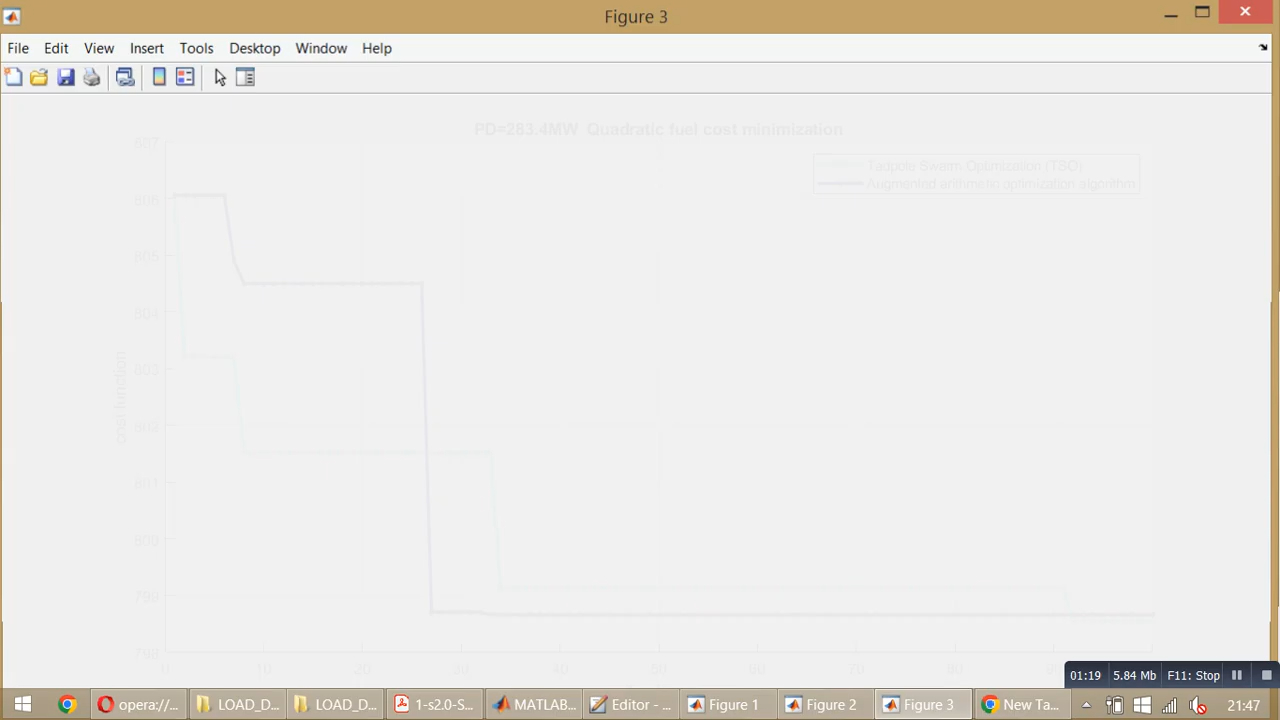 Figure 3
File Edit View Insert Tools Desktop Window Help
PD=283.4MW Quadratic fuel cost minimization
807
Tadpole Swarm Optimization (TSO)
Augmented arithmetic optimization algorithm
806
805
804
803
cost function
802
801
800
799
798
0 10 20 30 40 50 60 70 80
01:19 5.84 Mb F11: Stop
opera://... LOAD_D... LOAD_D... 1-s2.0-S... MATLAB... Editor - ... Figure 1 Figure 2 Figure 3 New Ta... 21:47